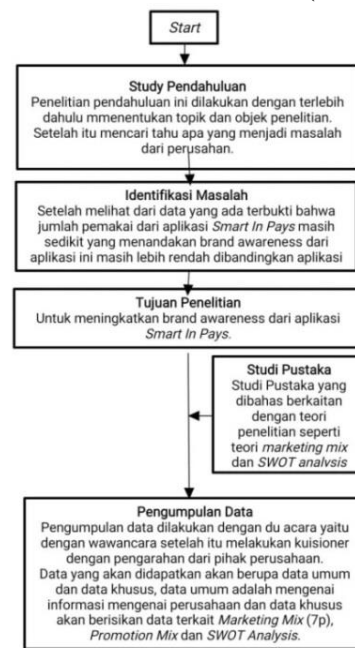 Start
Study Pendahuluan
Penelitian pendahuluan ini dilakukan dengan terlebih
dahulu mmenentukan topik dan objek penelitian.
Setelah itu mencari tahu apa yang menjadi masalah
dari perusahan.
Identifikasi Masalah
Setelah melihat dari data yang ada terbukti bahwa
jumlah pemakai dari aplikasi Smart In Pays masih
sedikit yang menandakan brand awareness dari
aplikasi ini masih lebih rendah dibandingkan aplikasi
Tujuan Penelitian
Untuk meningkatkan brand awareness dari aplikasi
Smart In Pays.
Studi Pustaka
Studi Pustaka yang
dibahas berkaitan
dengan teori
penelitian seperti
teori marketing mix
dan SWOT analysis
Pengumpulan Data
Pengumpulan data dilakukan dengan du acara yaitu
dengan wawancara setelah itu melakukan kuisioner
dengan pengarahan dari pihak perusahaan.
Data yang akan didapatkan akan berupa data umum
dan data khusus, data umum adalah mengenai
informasi mengenai perusahaan dan data khusus
akan berisikan data terkait Marketing Mix (7p),
Promotion Mix dan SWOT Analysis.